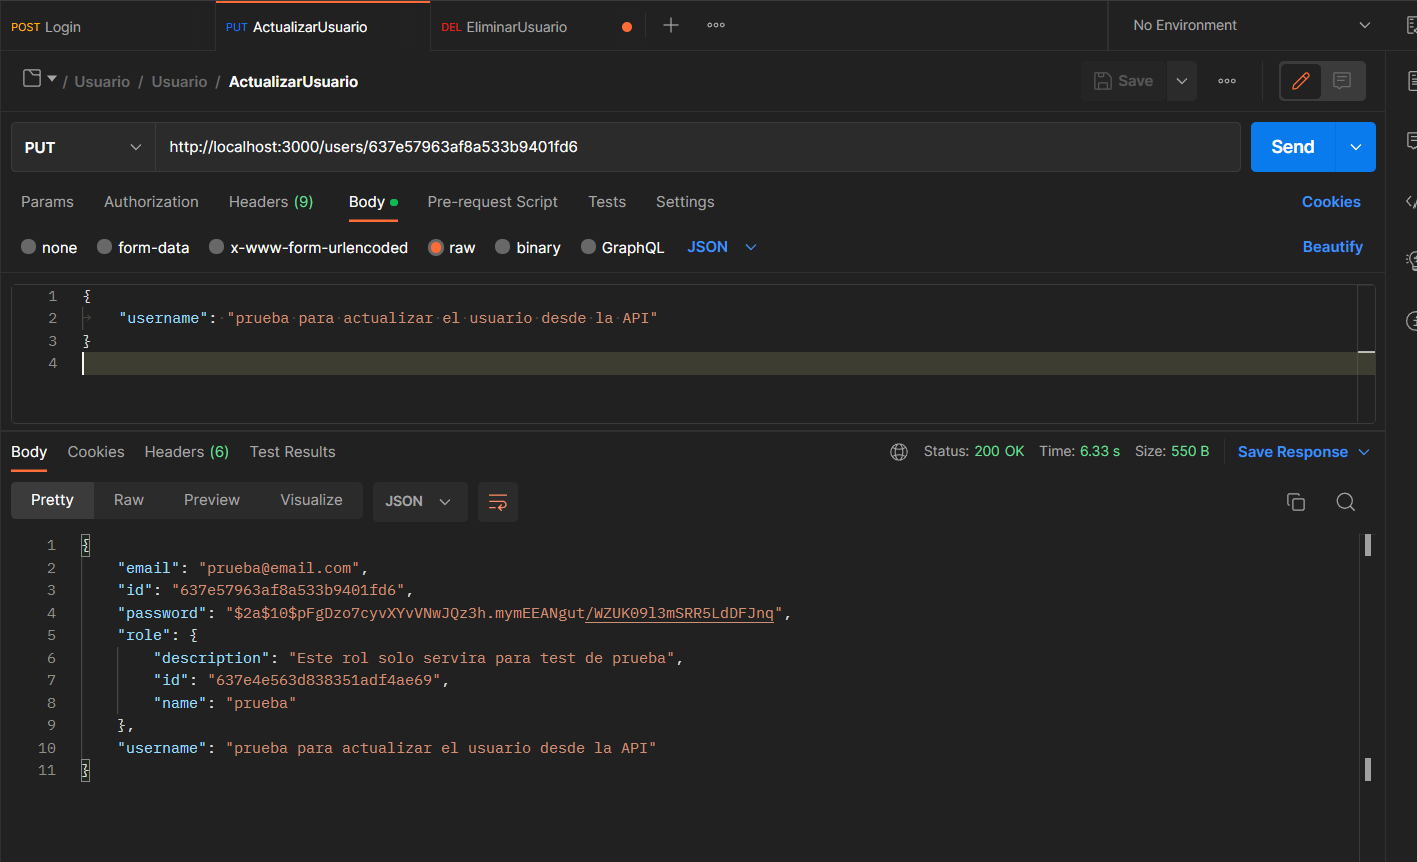 POST Login
PUT ActualizarUsuario
DEL EliminarUsuario
No Environment
/ Usuario / Usuario / ActualizarUsuario
Save
PUT
http://localhost:3000/users/637e57963af8a533b9401fd6
Send
Params Authorization Headers (9) Body Pre-request Script Tests Settings Cookies
none form-data x-www-form-urlencoded raw binary GraphQL JSON Beautify
1 {
2 "username": "prueba para actualizar el usuario desde la API"
3 }
4
Body Cookies Headers (6) Test Results Status: 200 OK Time: 6.33 s Size: 550 B Save Response
Pretty Raw Preview Visualize JSON
1 {
2 "email": "prueba@email.com",
3 "id": "637e57963af8a533b9401fd6",
4 "password": "$2a$10$pFgDzo7cyvXYvVNwJQz3h.mymEEANgut/WZUK09l3mSRR5LdDFJnq",
5 "role": {
6 "description": "Este rol solo servira para test de prueba",
7 "id": "637e4e563d838351adf4ae69",
8 "name": "prueba"
9 },
10 "username": "prueba para actualizar el usuario desde la API"
11 }